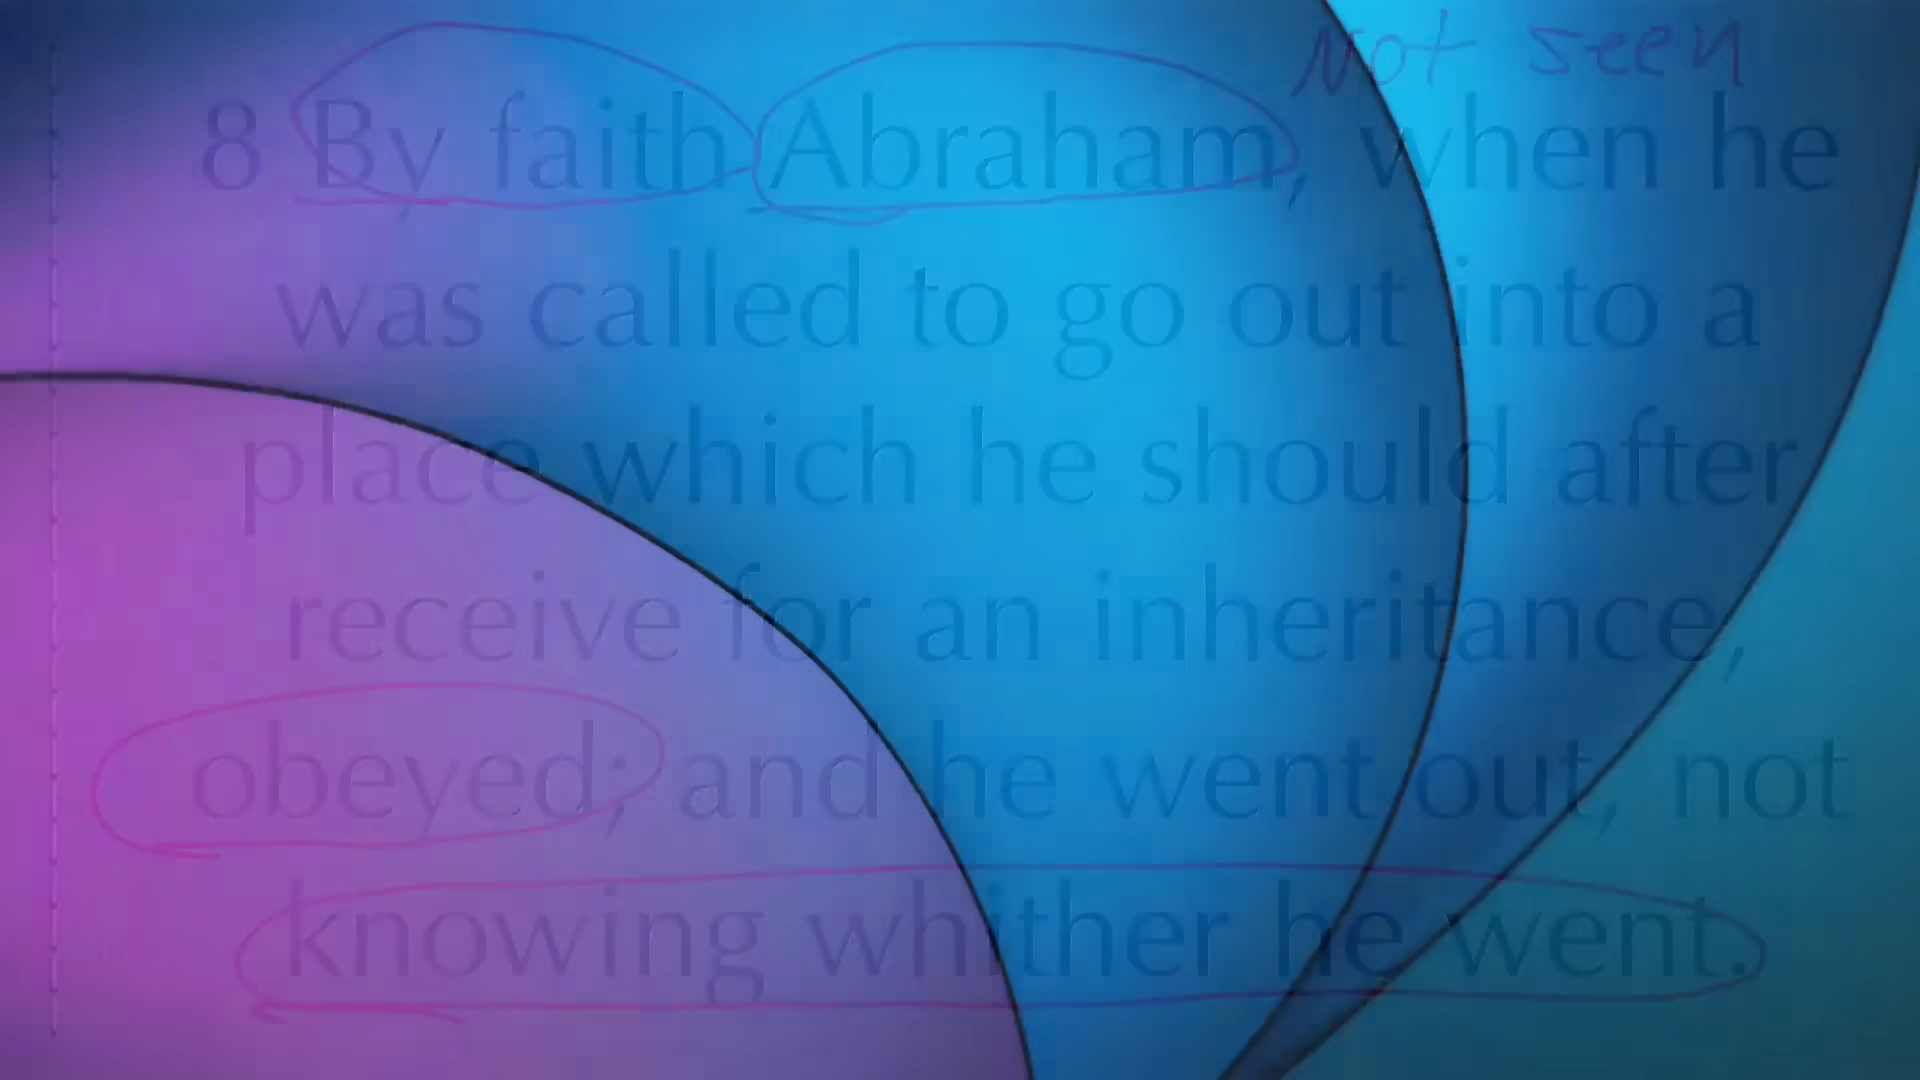 Not seen
8 By faith Abraham, when he
was called to go out into a
place which he should after
receive for an inheritance,
obeyed; and he went out, not
knowing whither he went.